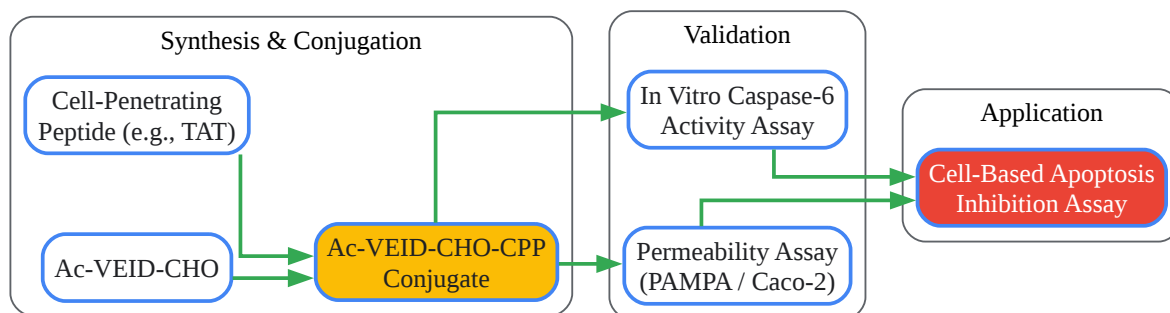 Synthesis & Conjugation
Cell-Penetrating
Peptide (e.g., TAT)
Ac-VEID-CHO
Ac-VEID-CHO-CPP
Conjugate
Validation
In Vitro Caspase-6
Activity Assay
Permeability Assay
(PAMPA / Caco-2)
Application
Cell-Based Apoptosis
Inhibition Assay